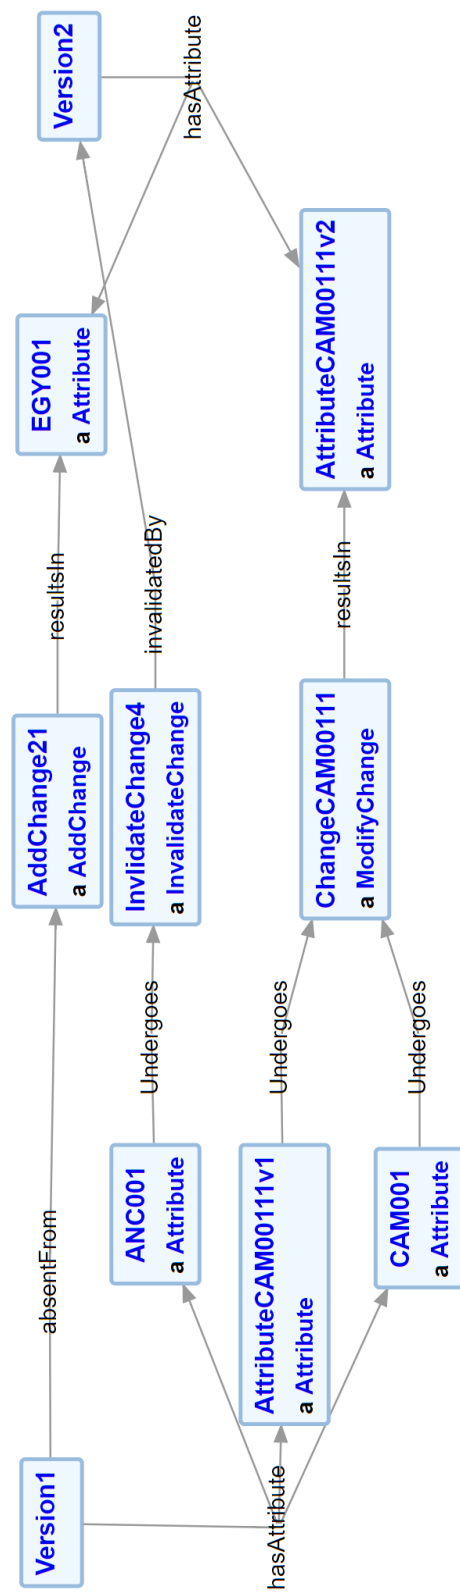 Version1
absentFrom
AddChange21
a AddChange
resultsIn
EGY001
a Attribute
Version2
hasAttribute
ANC001
a Attribute
Undergoes
InvlidateChange4
a InvalidateChange
invalidatedBy
hasAttribute
AttributeCAM00111v1
a Attribute
Undergoes
ChangeCAM00111
a ModifyChange
resultsIn
AttributeCAM00111v2
a Attribute
CAM001
a Attribute
Undergoes